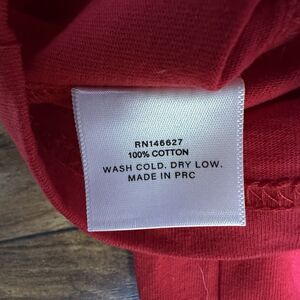 RN146627
100% COTTON
WASH COLD. DRY LOW.
MADE IN PRC